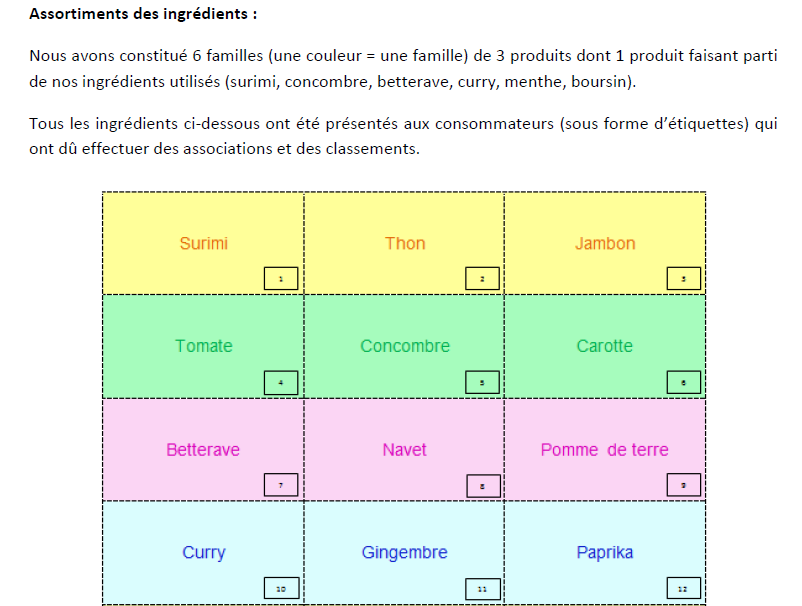 Assortiments des ingrédients :
Nous avons constitué 6 familles (une couleur = une famille) de 3 produits dont 1 produit faisant parti
de nos ingrédients utilisés (surimi, concombre, betterave, curry, menthe, boursin).
Tous les ingrédients ci-dessous ont été présentés aux consommateurs (sous forme d’étiquettes) qui
ont dû effectuer des associations et des classements.
Surimi Thon Jambon
1 2 3
Tomate Concombre Carotte
4 5 6
Betterave Navet Pomme de terre
7 8 9
Curry Gingembre Paprika
10 11 12